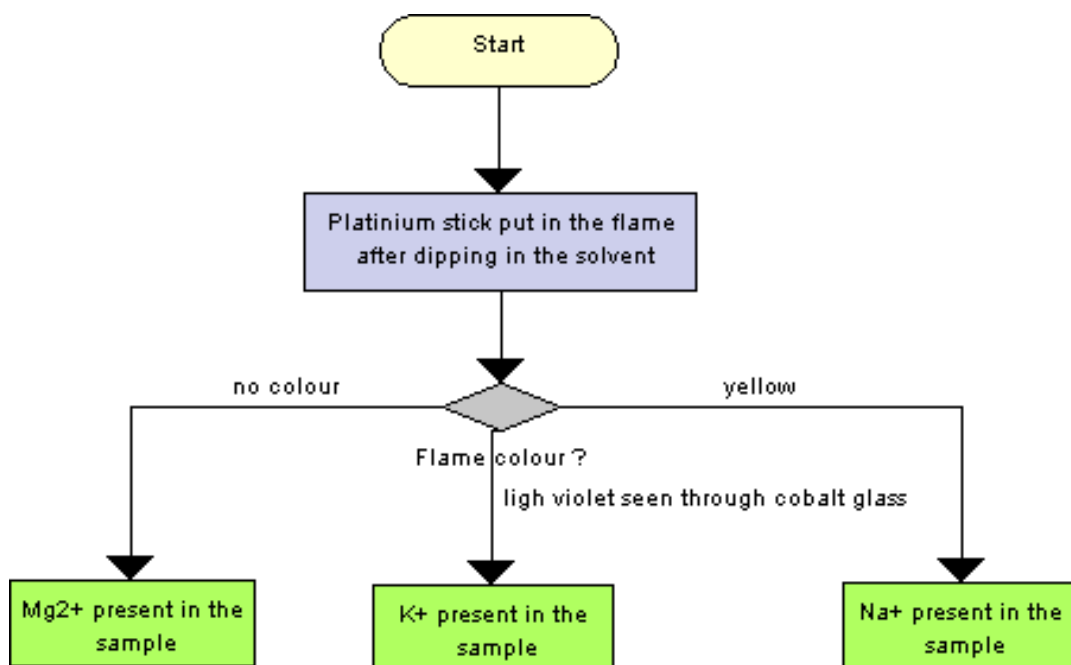 Start
Platinium stick put in the flame
after dipping in the solvent
no colour
yellow
Flame colour ?
ligh violet seen through cobalt glass
Mg2+ present in the
sample
K+ present in the
sample
Na+ present in the
sample